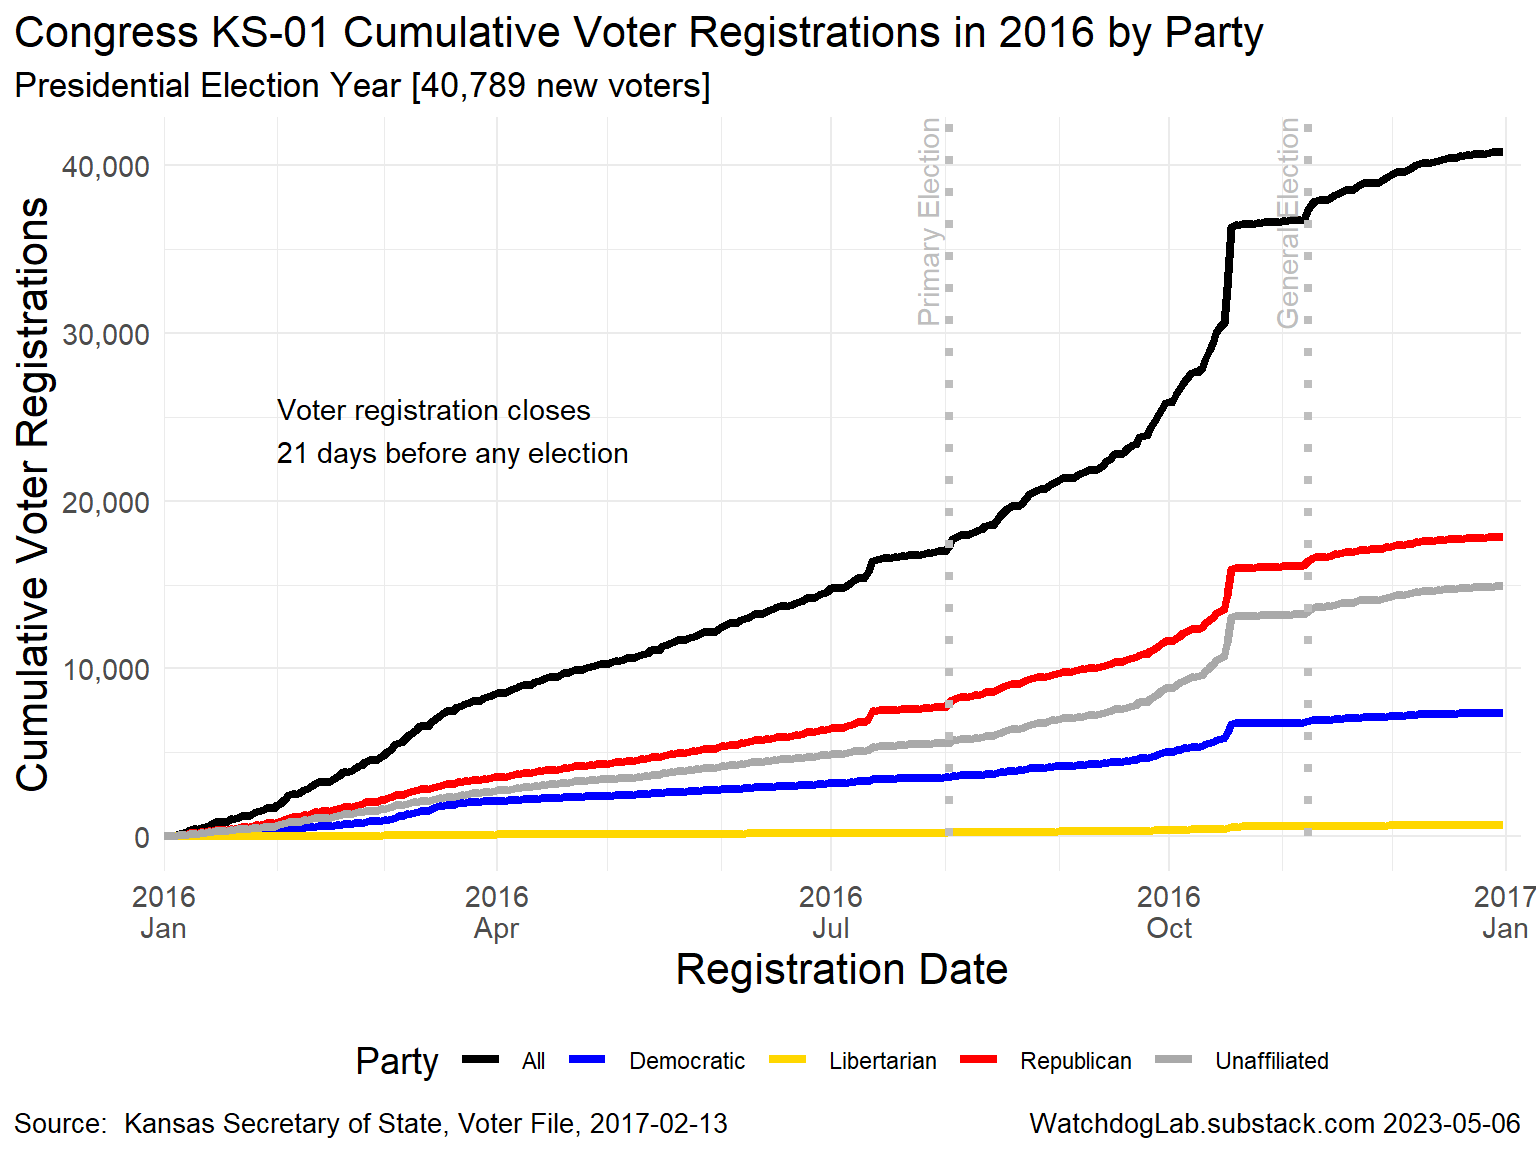 Congress KS-01 Cumulative Voter Registrations in 2016 by Party
Presidential Election Year [40,789 new voters]
Cumulative Voter Registrations
40,000
30,000
20,000
10,000
0
Primary Election
General Election
Voter registration closes
21 days before any election
2016
Jan
2016
Apr
2016
Jul
2016
Oct
2017
Jan
Registration Date
Party
All
Democratic
Libertarian
Republican
Unaffiliated
Source:  Kansas Secretary of State, Voter File, 2017-02-13
WatchdogLab.substack.com 2023-05-06